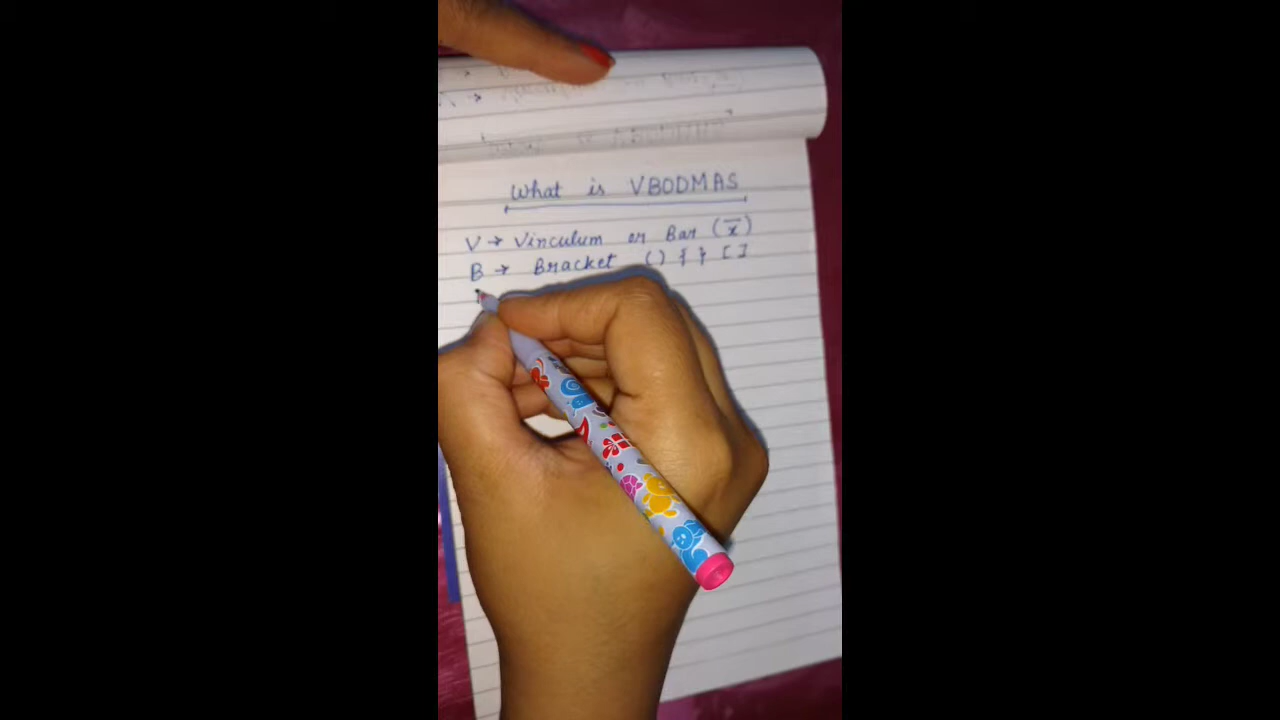 What is VBODMAS
V → Vinculum or Bar (x̅)
B → Bracket () { } [ ]